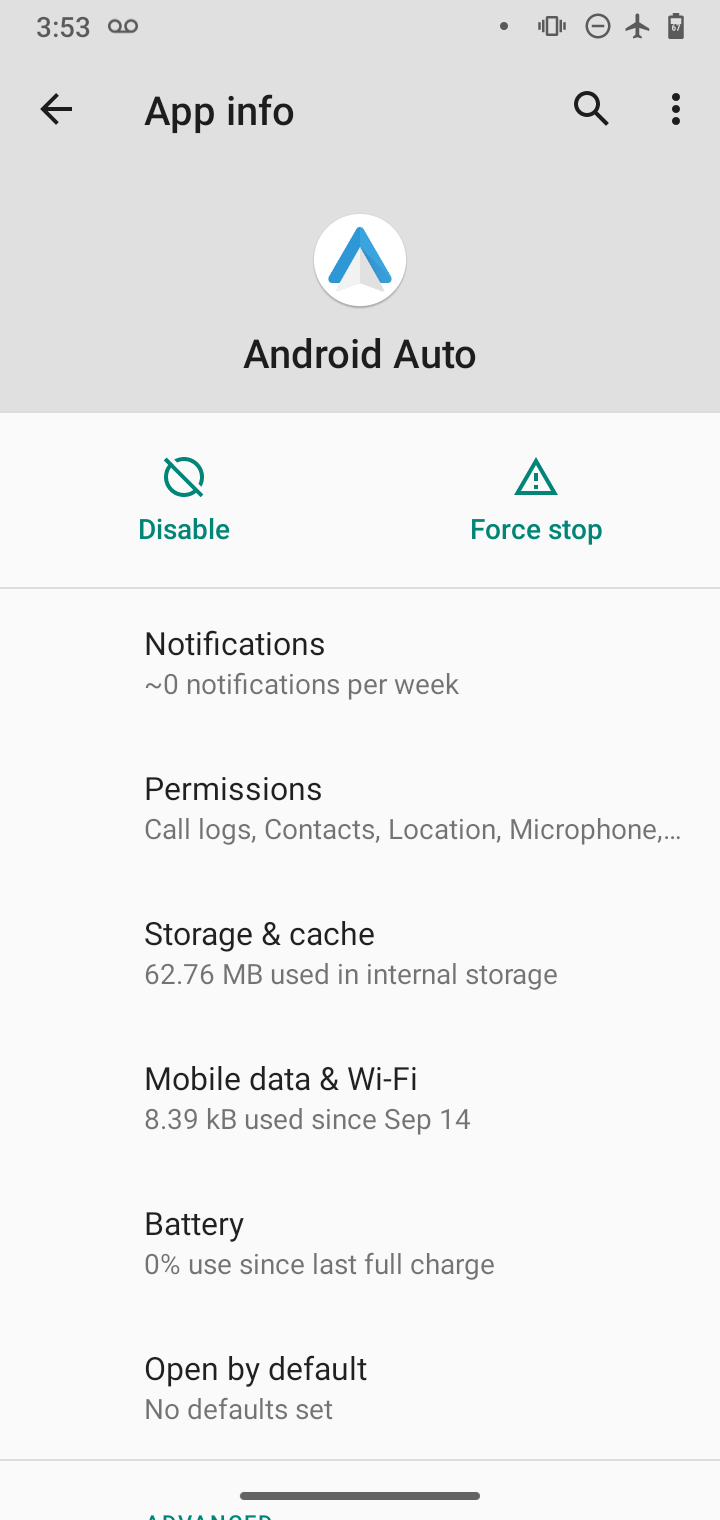 3:53
App info
Android Auto
Disable
Force stop
Notifications
~0 notifications per week
Permissions
Call logs, Contacts, Location, Microphone,…
Storage & cache
62.76 MB used in internal storage
Mobile data & Wi-Fi
8.39 kB used since Sep 14
Battery
0% use since last full charge
Open by default
No defaults set
ADVANCED